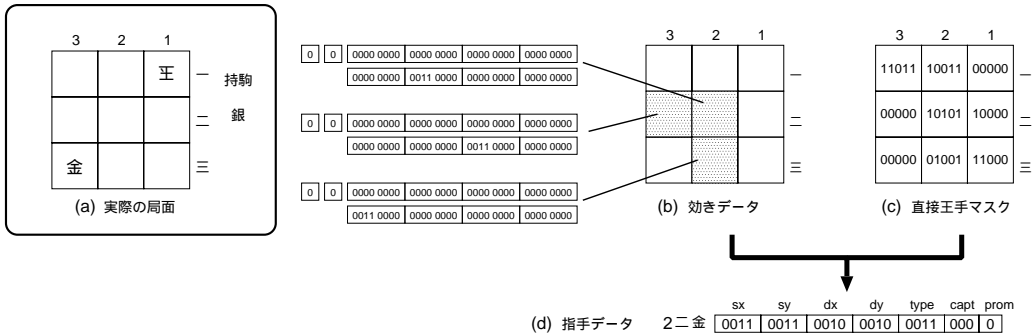 3 2 1
王
一
二
三
持駒
銀
金
(a) 実際の局面
0 0 0000 0000 0000 0000 0000 0000 0000 0000
0000 0000 0011 0000 0000 0000 0000 0000
0 0 0000 0000 0000 0000 0000 0000 0000 0000
0000 0000 0000 0000 0011 0000 0000 0000
0 0 0000 0000 0000 0000 0000 0000 0000 0000
0011 0000 0000 0000 0000 0000 0000 0000
3 2 1
一
二
三
(b) 効きデータ
3 2 1
11011 10011 00000 一
00000 10101 10000 二
00000 01001 11000 三
(c) 直接王手マスク
(d) 指手データ 2二金
sx sy dx dy type capt prom
0011 0011 0010 0010 0011 000 0